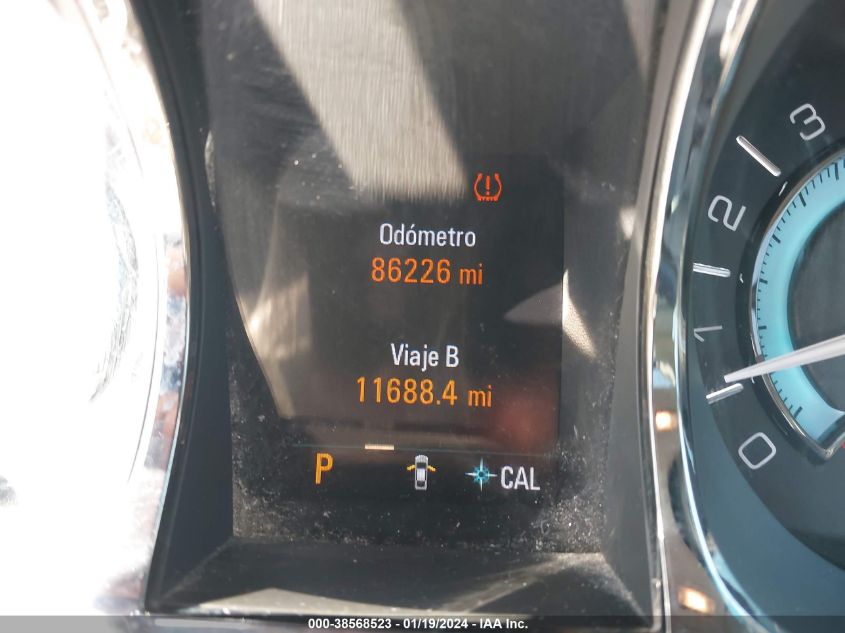 Odómetro
86226 mi
Viaje B
11688.4 mi
P
CAL
3
2
1
0
000-38568523 - 01/19/2024 - IAA Inc.